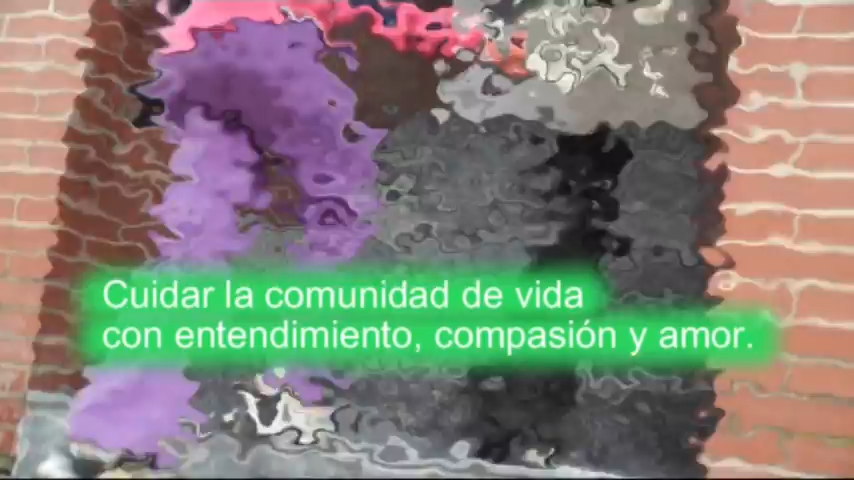 Cuidar la comunidad de vida
con entendimiento, compasión y amor.